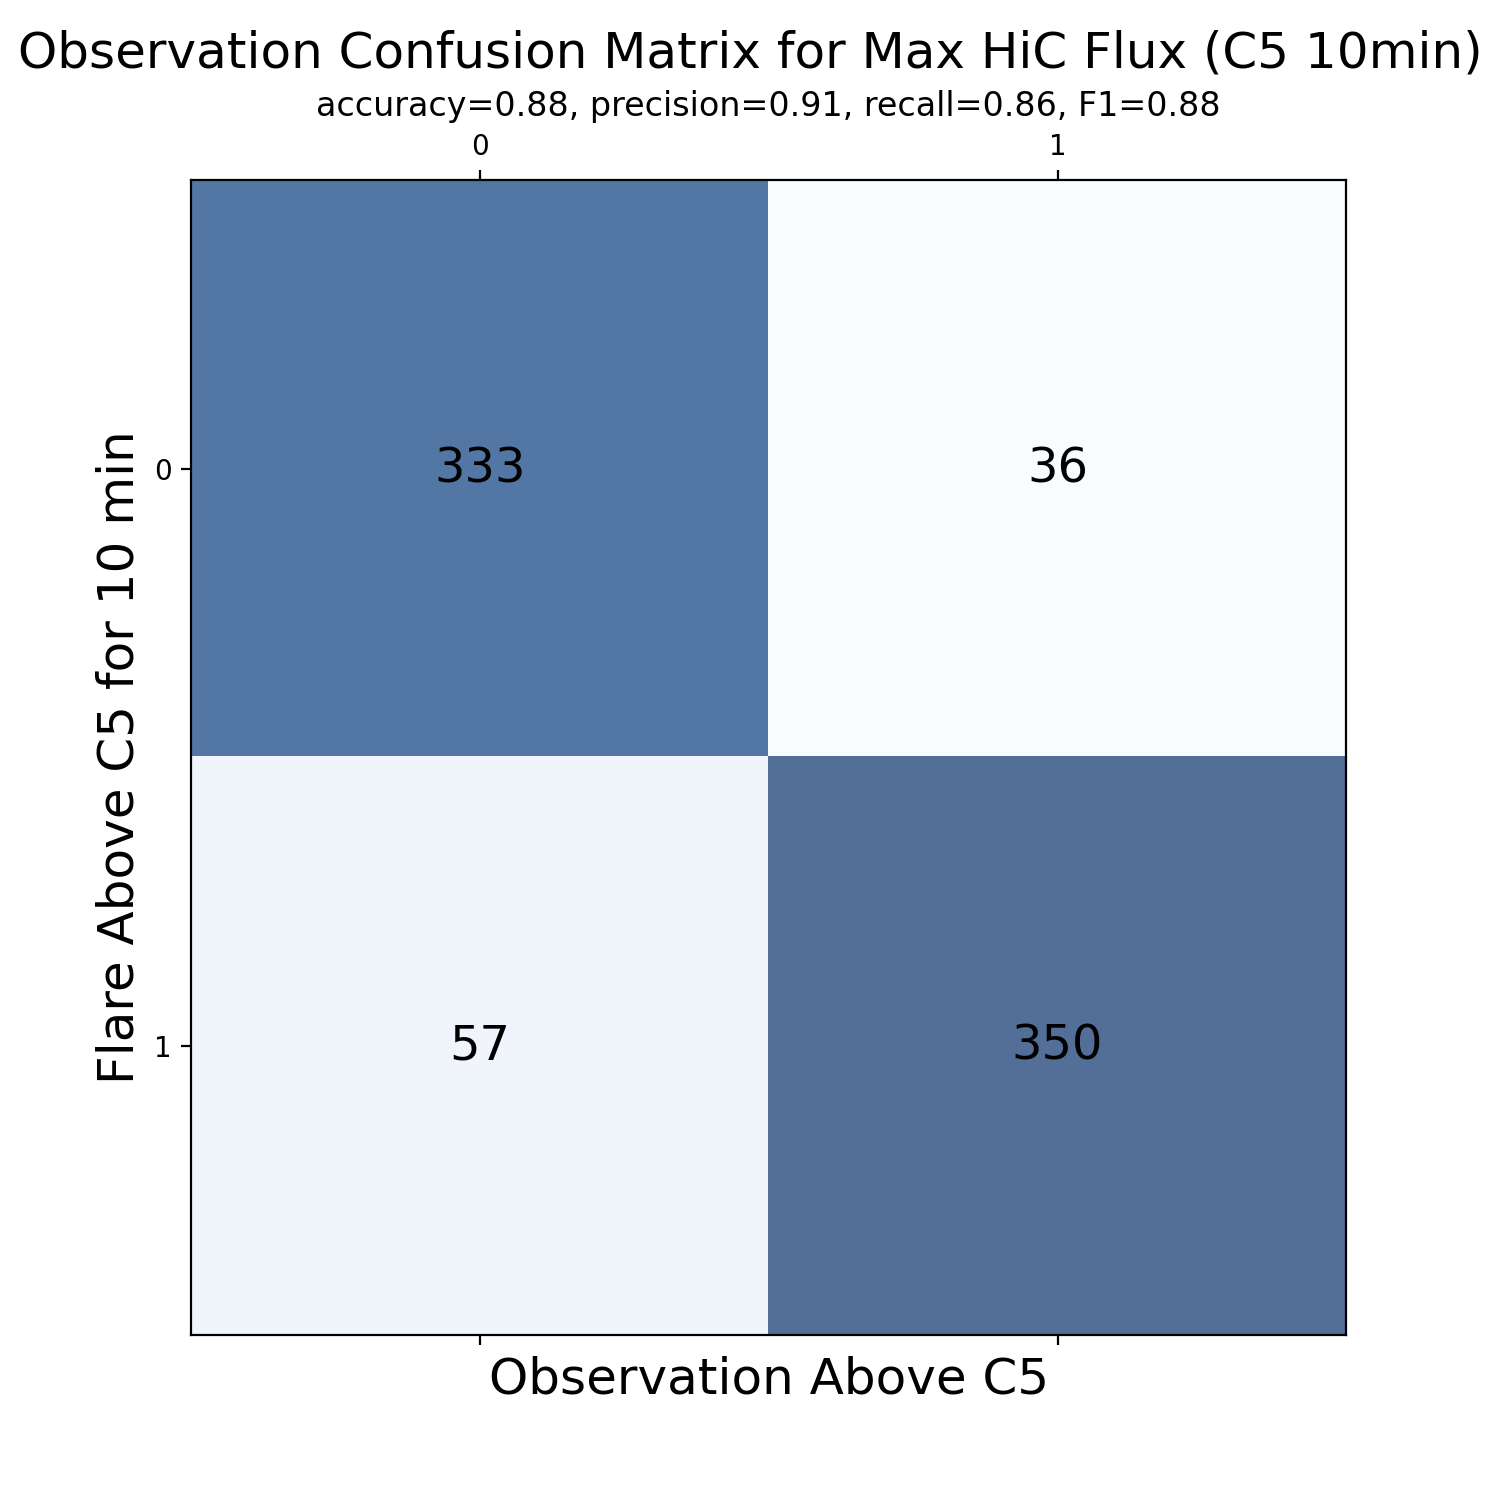 Observation Confusion Matrix for Max HiC Flux (C5 10min)
accuracy=0.88, precision=0.91, recall=0.86, F1=0.88
0 1
Flare Above C5 for 10 min
0 333 36
1 57 350
Observation Above C5